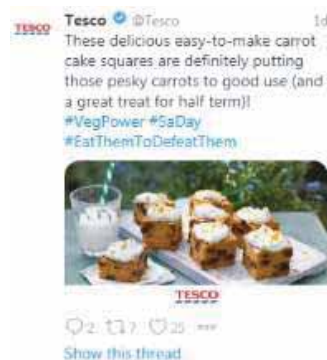 Tesco @Tesco 1d
TESCO
These delicious easy-to-make carrot
cake squares are definitely putting
those pesky carrots to good use (and
a great treat for half term)!
#VegPower #SaDay
#EatThemToDefeatThem
TESCO
2 7 25
Show this thread